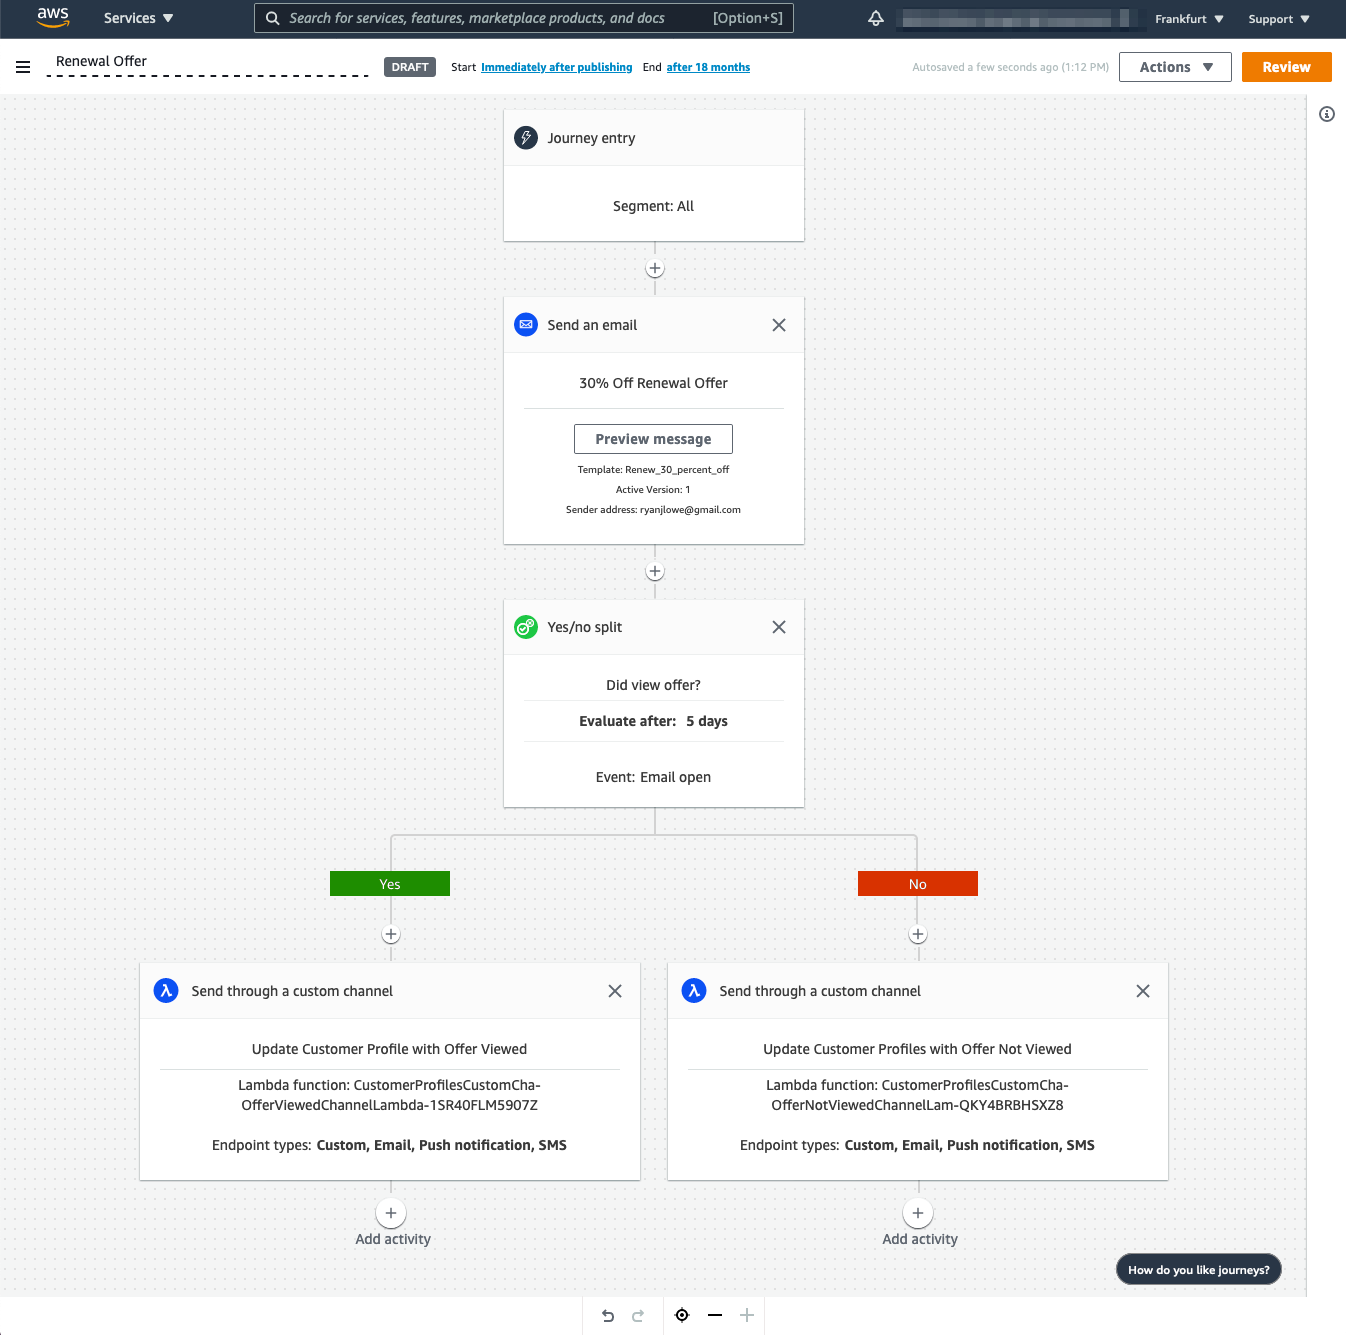 aws
Services
Search for services, features, marketplace products, and docs [Option+S]
Frankfurt
Support
Renewal Offer
DRAFT
Start Immediately after publishing End after 18 months
Autosaved a few seconds ago (1:12 PM)
Actions
Review
Journey entry
Segment: All
Send an email
30% Off Renewal Offer
Preview message
Template: Renew_30_percent_off
Active Version: 1
Sender address: ryanjlowe@gmail.com
Yes/no split
Did view offer?
Evaluate after: 5 days
Event: Email open
Yes
No
Send through a custom channel
Update Customer Profile with Offer Viewed
Lambda function: CustomerProfilesCustomCha-
OfferViewedChannelLambda-1SR40FLM5907Z
Endpoint types: Custom, Email, Push notification, SMS
Add activity
Send through a custom channel
Update Customer Profiles with Offer Not Viewed
Lambda function: CustomerProfilesCustomCha-
OfferNotViewedChannelLam-QKY4BRBHSXZ8
Endpoint types: Custom, Email, Push notification, SMS
Add activity
How do you like journeys?